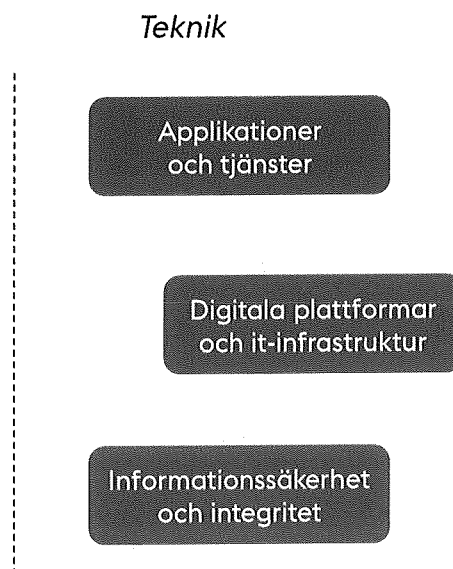 Teknik
Applikationer
och tjänster
Digitala plattformar
och it-infrastruktur
Informationssäkerhet
och integritet